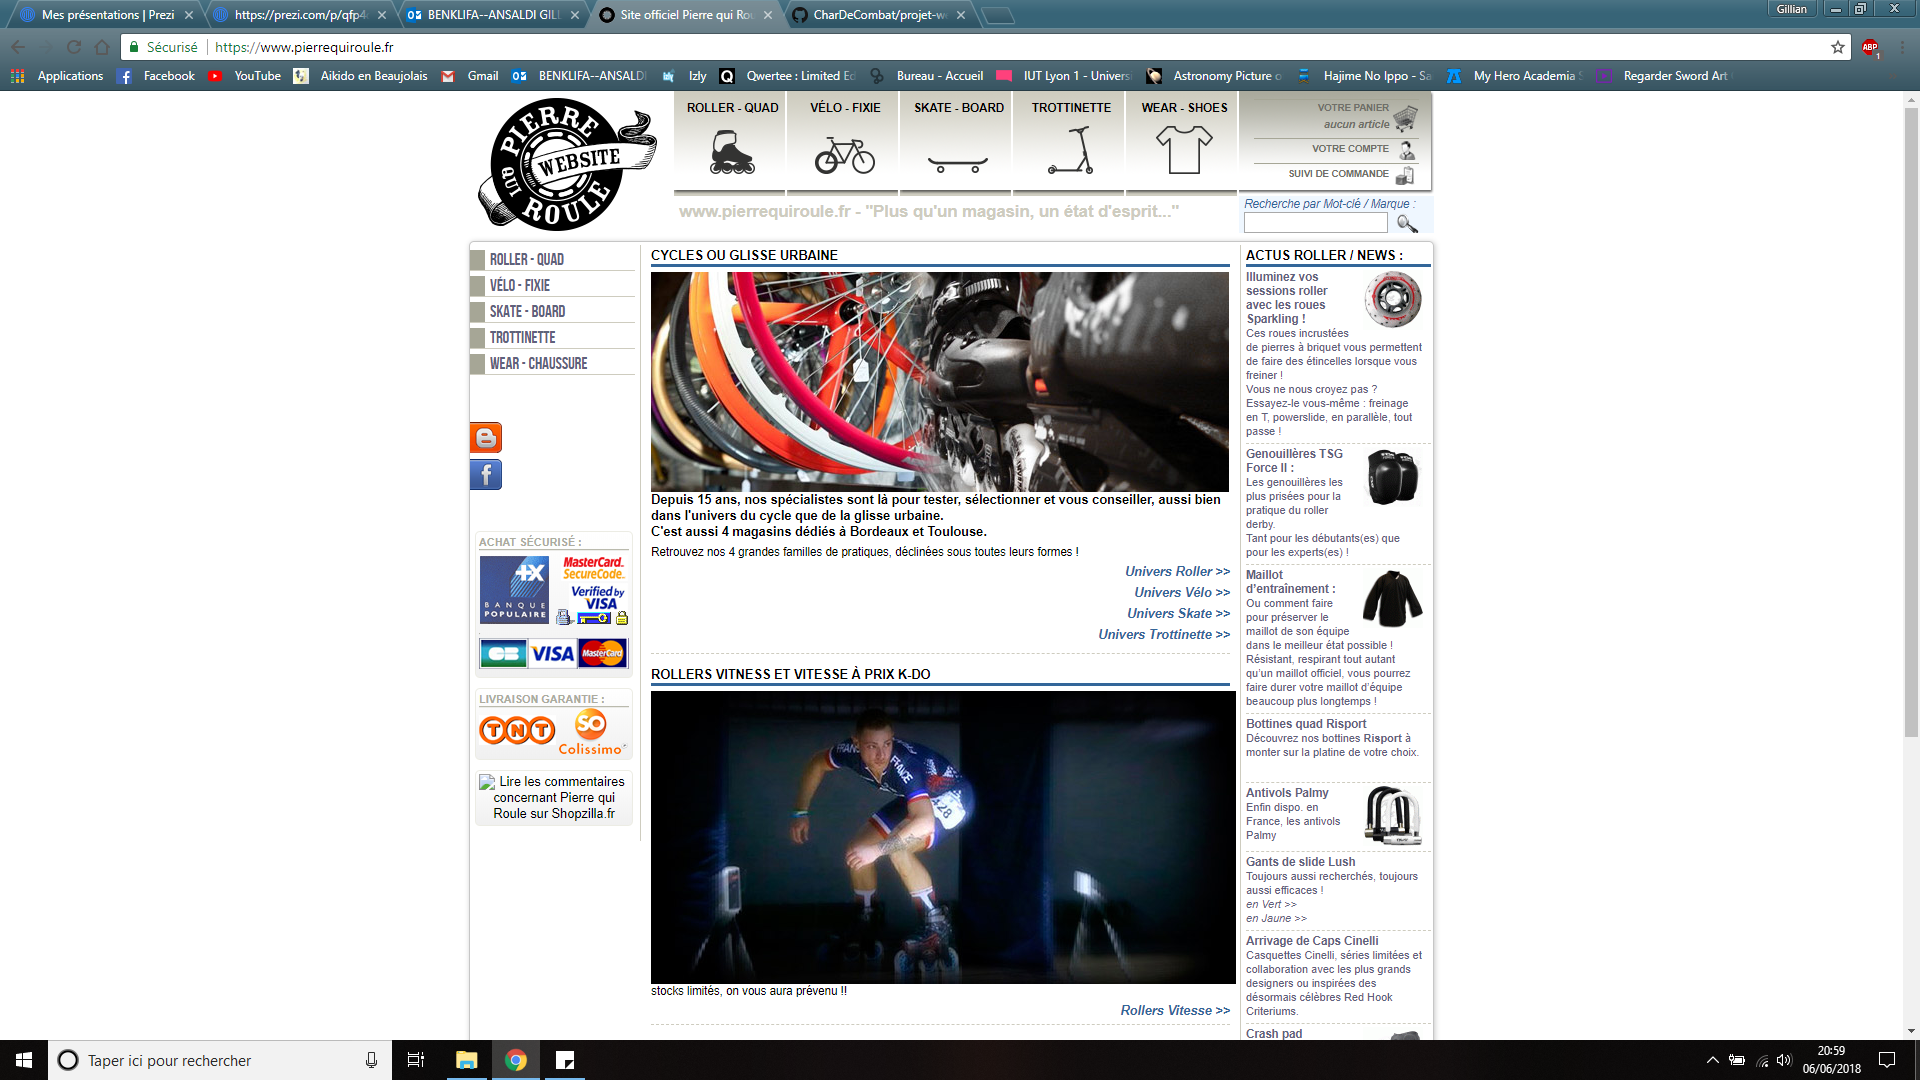 Mes présentations | Prezi
https://prezi.com/p/qfp4
BENKLIFA--ANSALDI GILL
Site officiel Pierre qui Rou
CharDeCombat/projet-w
Gillian
Sécurisé
https://www.pierrequiroule.fr
ABP
1
Applications
Facebook
YouTube
Aikido en Beaujolais
Gmail
BENKLIFA--ANSALDI
Izly
Qwertee : Limited Ed
Bureau - Accueil
IUT Lyon 1 - Univers
Astronomy Picture o
Hajime No Ippo - Sa
My Hero Academia S
Regarder Sword Art
PIERRE
WEBSITE
QUI
ROULE
ROLLER - QUAD
VÉLO - FIXIE
SKATE - BOARD
TROTTINETTE
WEAR - SHOES
VOTRE PANIER
aucun article
VOTRE COMPTE
SUIVI DE COMMANDE
www.pierrequiroule.fr - "Plus qu'un magasin, un état d'esprit..."
Recherche par Mot-clé / Marque :
ROLLER - QUAD
VÉLO - FIXIE
SKATE - BOARD
TROTTINETTE
WEAR - CHAUSSURE
ACHAT SÉCURISÉ :
4X
BANQUE
POPULAIRE
MasterCard.
SecureCode.
Verified by
VISA
CB
VISA
MasterCard
LIVRAISON GARANTIE :
TNT
SO
Colissimo
Lire les commentaires
concernant Pierre qui
Roule sur Shopzilla.fr
CYCLES OU GLISSE URBAINE
Depuis 15 ans, nos spécialistes sont là pour tester, sélectionner et vous conseiller, aussi bien
dans l'univers du cycle que de la glisse urbaine.
C'est aussi 4 magasins dédiés à Bordeaux et Toulouse.
Retrouvez nos 4 grandes familles de pratiques, déclinées sous toutes leurs formes !
Univers Roller >>
Univers Vélo >>
Univers Skate >>
Univers Trottinette >>
ROLLERS VITNESS ET VITESSE À PRIX K-DO
FRANCE
428
stocks limités, on vous aura prévenu !!
Rollers Vitesse >>
ACTUS ROLLER / NEWS :
Illuminez vos
sessions roller
avec les roues
Sparkling !
Ces roues incrustées
de pierres à briquet vous permettent
de faire des étincelles lorsque vous
freiner !
Vous ne nous croyez pas ?
Essayez-le vous-même : freinage
en T, powerslide, en parallèle, tout
passe !
Genouillères TSG
Force II :
Les genouillères les
plus prisées pour la
pratique du roller
derby.
Tant pour les débutants(es) que
pour les experts(es) !
Maillot
d'entraînement :
Ou comment faire
pour préserver le
maillot de son équipe
dans le meilleur état possible !
Résistant, respirant tout autant
qu'un maillot officiel, vous pourrez
faire durer votre maillot d'équipe
beaucoup plus longtemps !
Bottines quad Risport
Découvrez nos bottines Risport à
monter sur la platine de votre choix.
Antivols Palmy
Enfin dispo. en
France, les antivols
Palmy
Gants de slide Lush
Toujours aussi recherchés, toujours
aussi efficaces !
en Vert >>
en Jaune >>
Arrivage de Caps Cinelli
Casquettes Cinelli, séries limitées et
collaboration avec les plus grands
designers ou inspirées des
désormais célèbres Red Hook
Criteriums.
Crash pad
Taper ici pour rechercher
20:59
06/06/2018